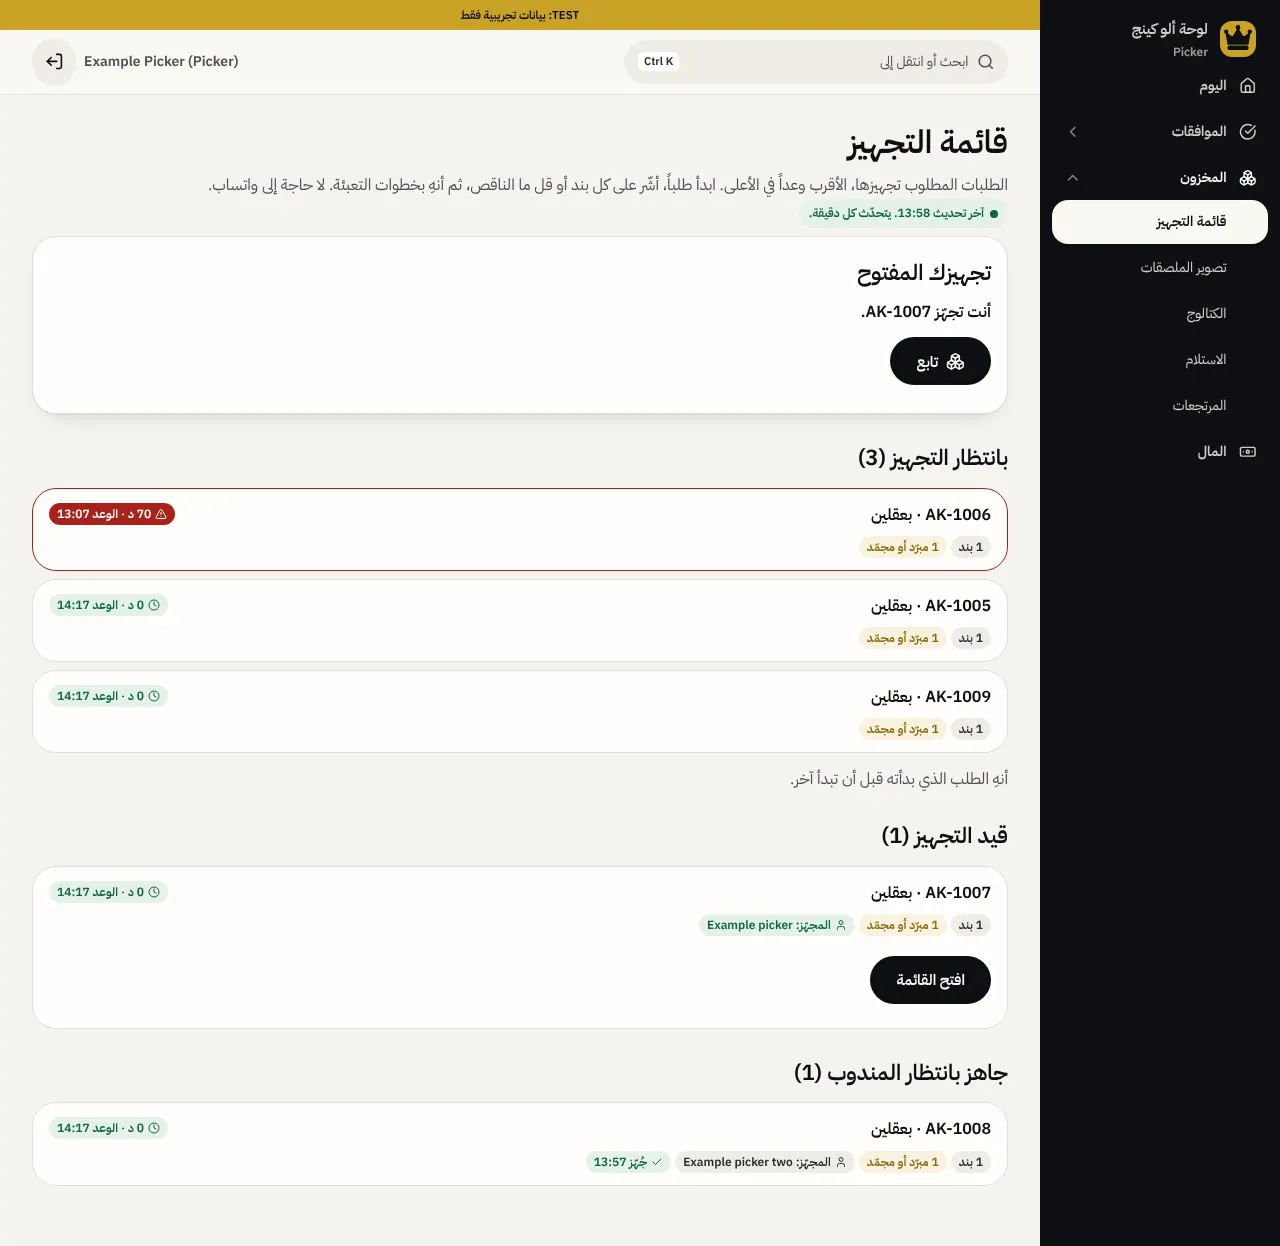 TEST: بيانات تجريبية فقط
لوحة ألو كينج
Picker
اليوم
الموافقات
المخزون
قائمة التجهيز
تصوير الملصقات
الكتالوج
الاستلام
المرتجعات
المال
ابحث أو انتقل إلى
Ctrl K
Example Picker (Picker)
قائمة التجهيز
الطلبات المطلوب تجهيزها، الأقرب وعداً في الأعلى. ابدأ طلباً، أشّر على كل بند أو قل ما الناقص، ثم أنهِ بخطوات التعبئة. لا حاجة إلى واتساب.
آخر تحديث 13:58. يتحدّث كل دقيقة.
تجهيزك المفتوح
أنت تجهّز AK-1007.
تابع
بانتظار التجهيز (3)
AK-1006 · بعقلين
70 د · الوعد 13:07
1 بند
1 مبرّد أو مجمّد
AK-1005 · بعقلين
0 د · الوعد 14:17
1 بند
1 مبرّد أو مجمّد
AK-1009 · بعقلين
0 د · الوعد 14:17
1 بند
1 مبرّد أو مجمّد
أنهِ الطلب الذي بدأته قبل أن تبدأ آخر.
قيد التجهيز (1)
AK-1007 · بعقلين
0 د · الوعد 14:17
1 بند
1 مبرّد أو مجمّد
المجهّز: Example picker
افتح القائمة
جاهز بانتظار المندوب (1)
AK-1008 · بعقلين
0 د · الوعد 14:17
1 بند
1 مبرّد أو مجمّد
المجهّز: Example picker two
جُهّز 13:57